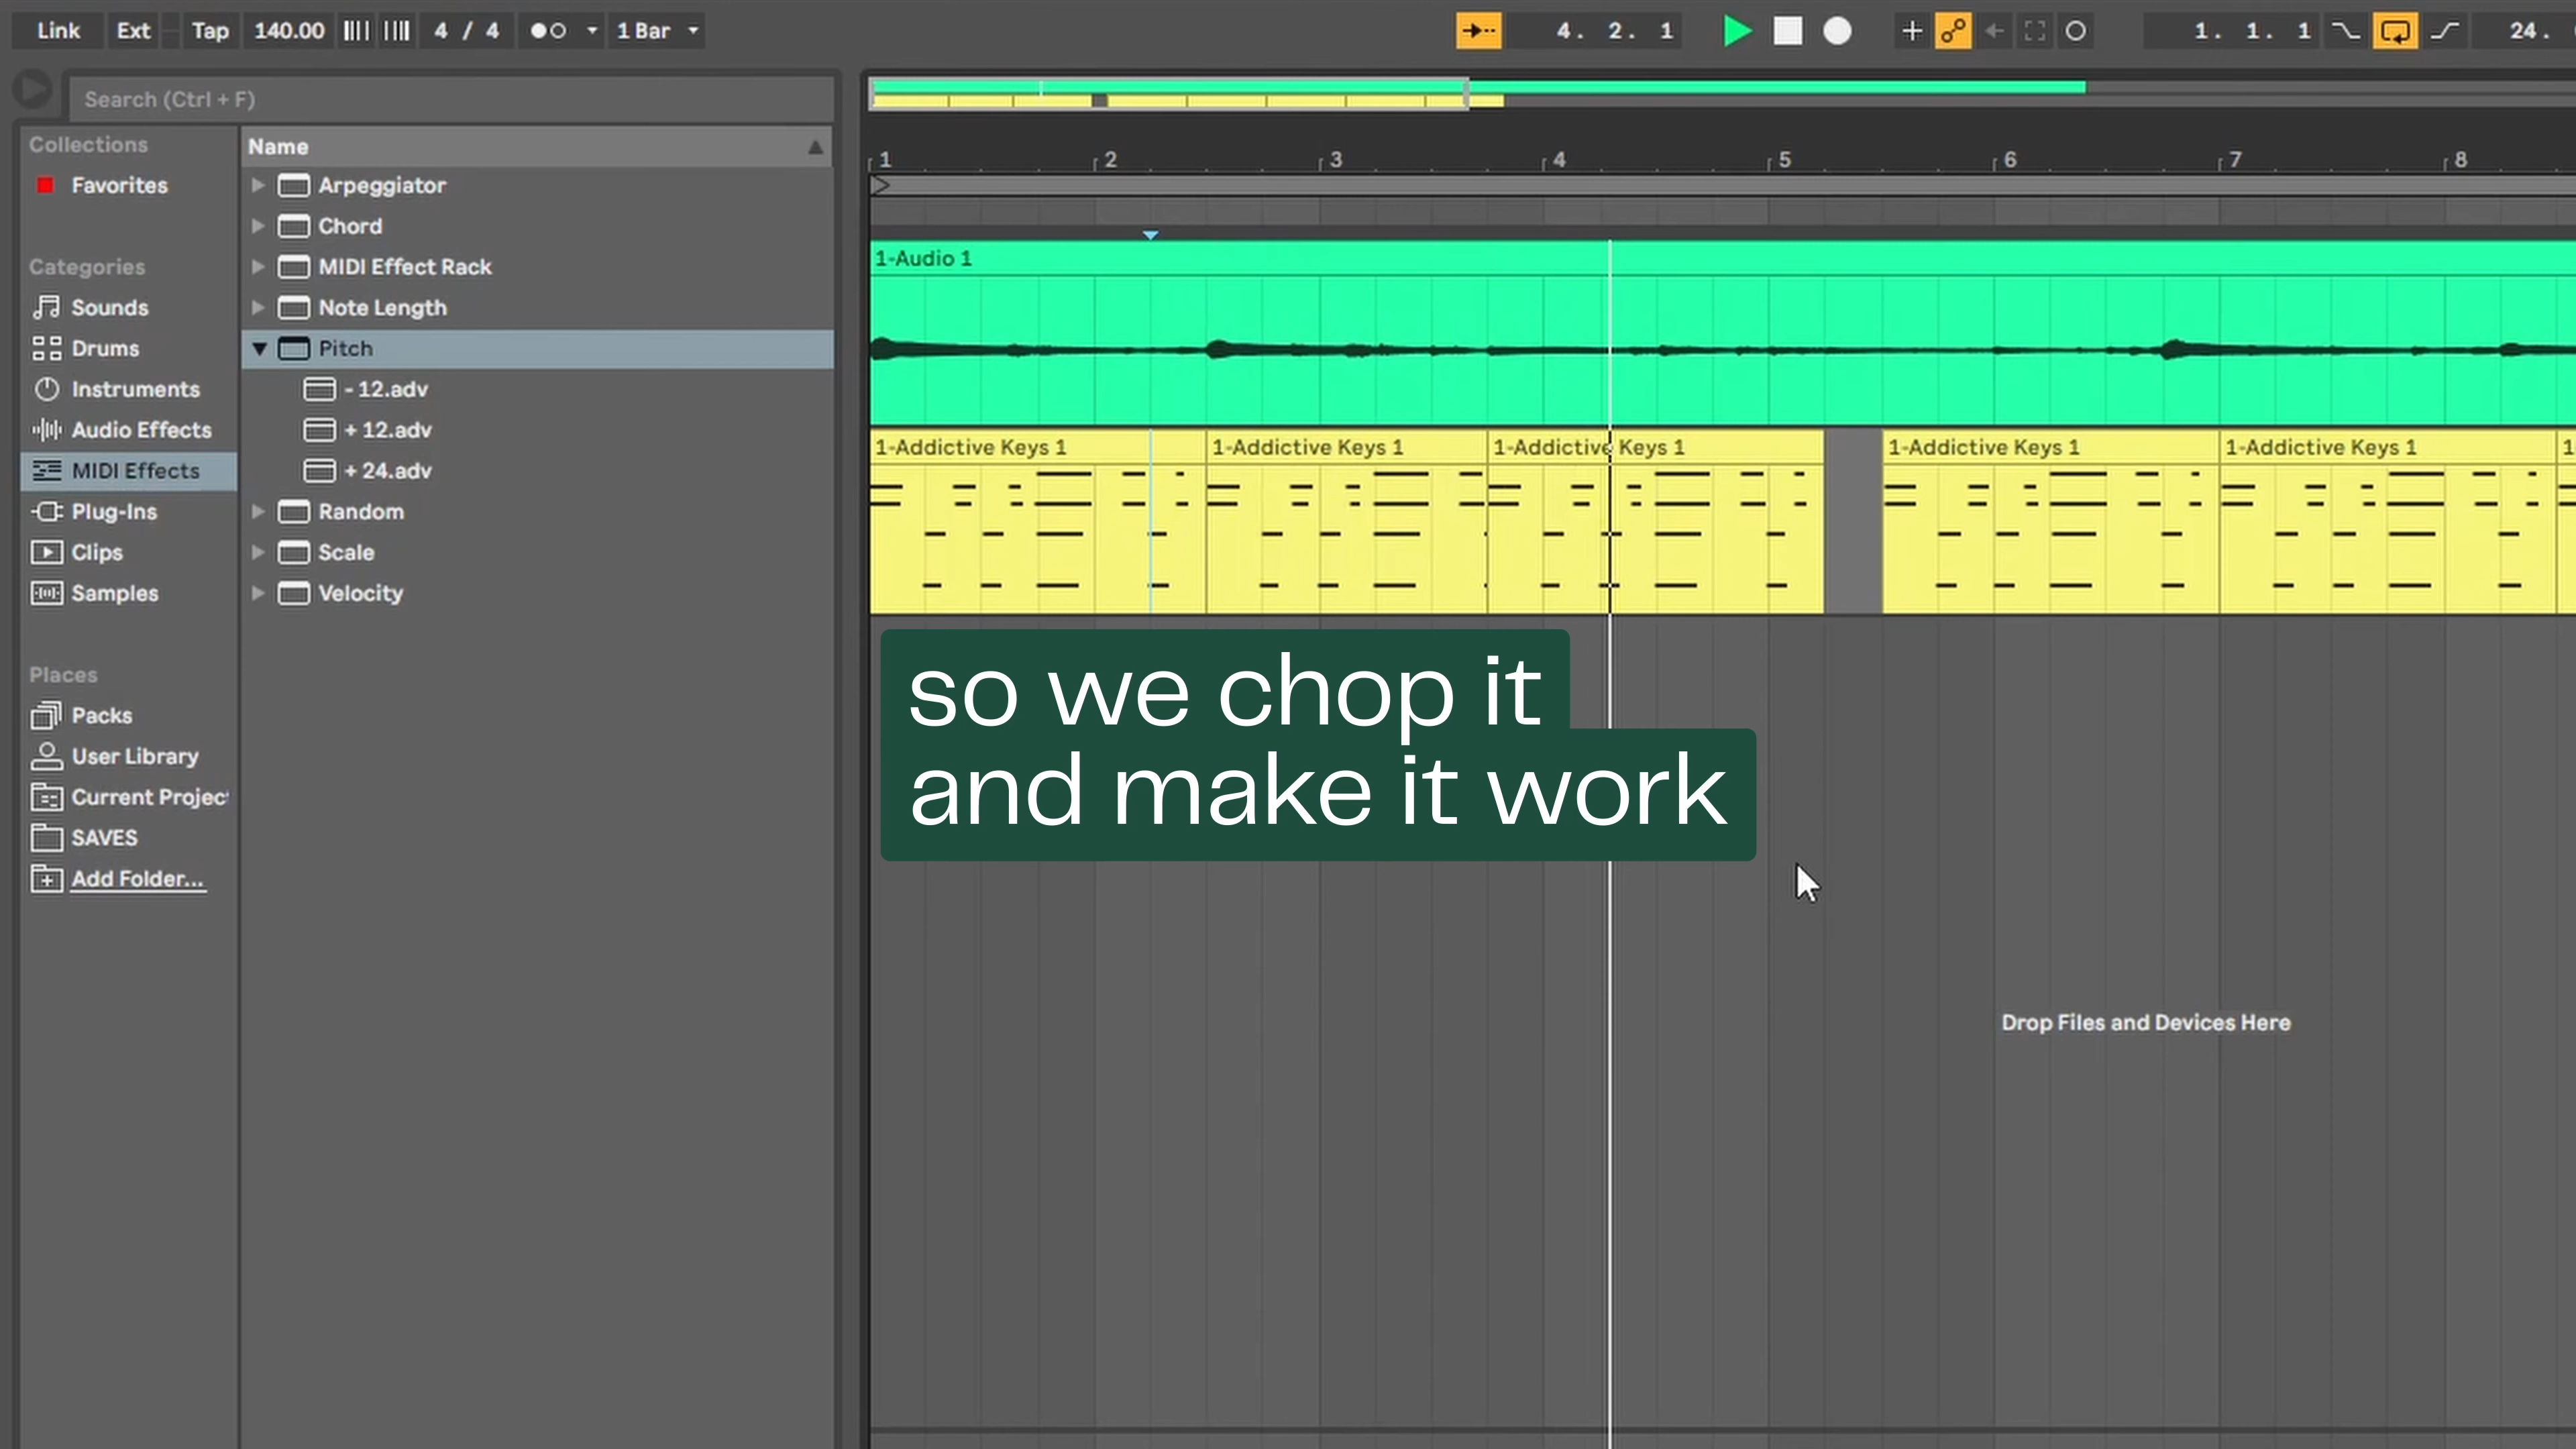 Link Ext Tap 140.00 4 / 4 1 Bar 4. 2. 1 1. 1. 1 24.
Search (Ctrl + F)
Collections
Favorites
Categories
Sounds
Drums
Instruments
Audio Effects
MIDI Effects
Plug-Ins
Clips
Samples
Places
Packs
User Library
Current Projec
SAVES
Add Folder...
Name
Arpeggiator
Chord
MIDI Effect Rack
Note Length
Pitch
- 12.adv
+ 12.adv
+ 24.adv
Random
Scale
Velocity
1 2 3 4 5 6 7 8
1-Audio 1
1-Addictive Keys 1 1-Addictive Keys 1 1-Addictive Keys 1 1-Addictive Keys 1 1-Addictive Keys 1 1
so we chop it
and make it work
Drop Files and Devices Here